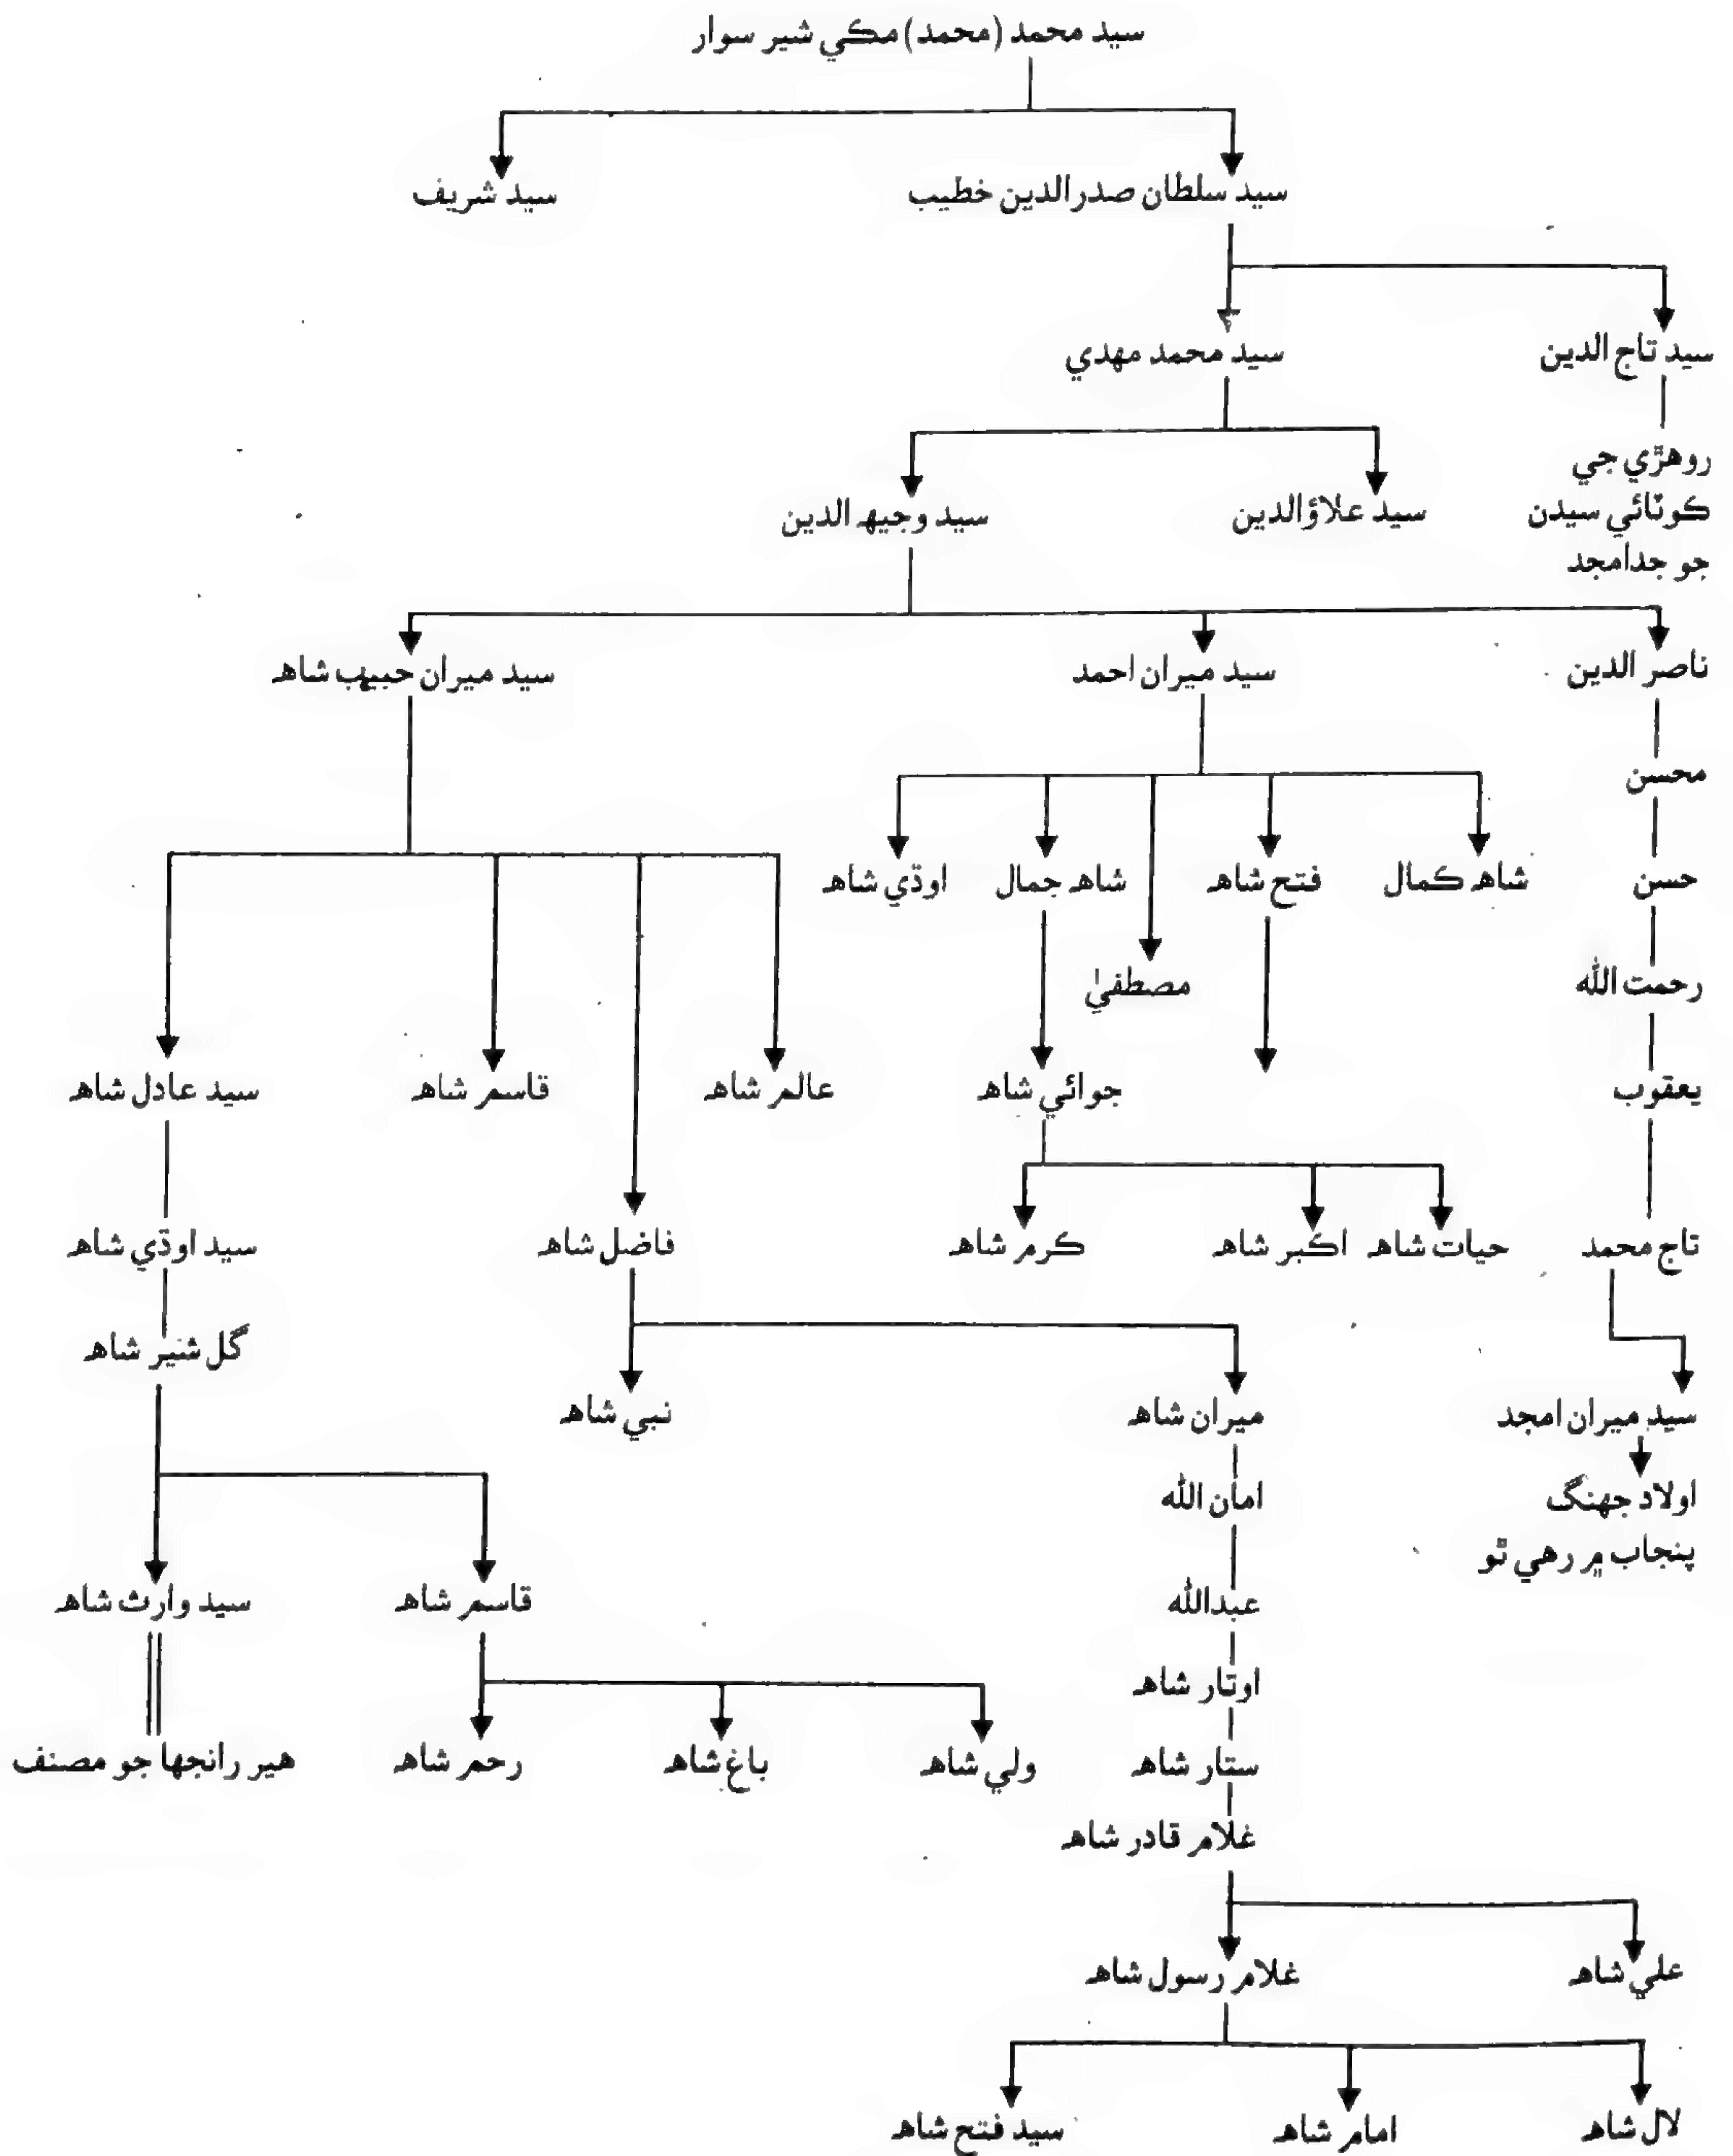 سيد محمد (محمد) مڪي شير سوار
سيد سلطان صدرالدين خطيب
سيد شريف
سيد تاج الدين
سيد محمد مهدي
روهڙي جي
ڪوٽائي سيدن
جو جدامجد
سيد علاؤالدين
سيد وجيهه الدين
ناصر الدين
سيد ميران احمد
سيد ميران حبيب شاهه
محسن
شاهه ڪمال
فتح شاهه
شاهه جمال
اوڏي شاهه
حسن
مصطفيٰ
رحمت الله
يعقوب
جوائي شاهه
عالم شاهه
قاسم شاهه
سيد عادل شاهه
تاج محمد
حيات شاهه
اڪبر شاهه
ڪرم شاهه
فاضل شاهه
سيد اوڏي شاهه
گل شير شاهه
سيد ميران امجد
ميران شاهه
نبي شاهه
اولاد جهنگ
پنجاب ۾ رهي ٿو
امان الله
عبدالله
قاسم شاهه
سيد وارث شاهه
اوتار شاهه
ستار شاهه
ولي شاهه
باغ شاهه
رحم شاهه
هير رانجها جو مصنف
غلام قادر شاهه
علي شاهه
غلام رسول شاهه
لال شاهه
امام شاهه
سيد فتح شاهه